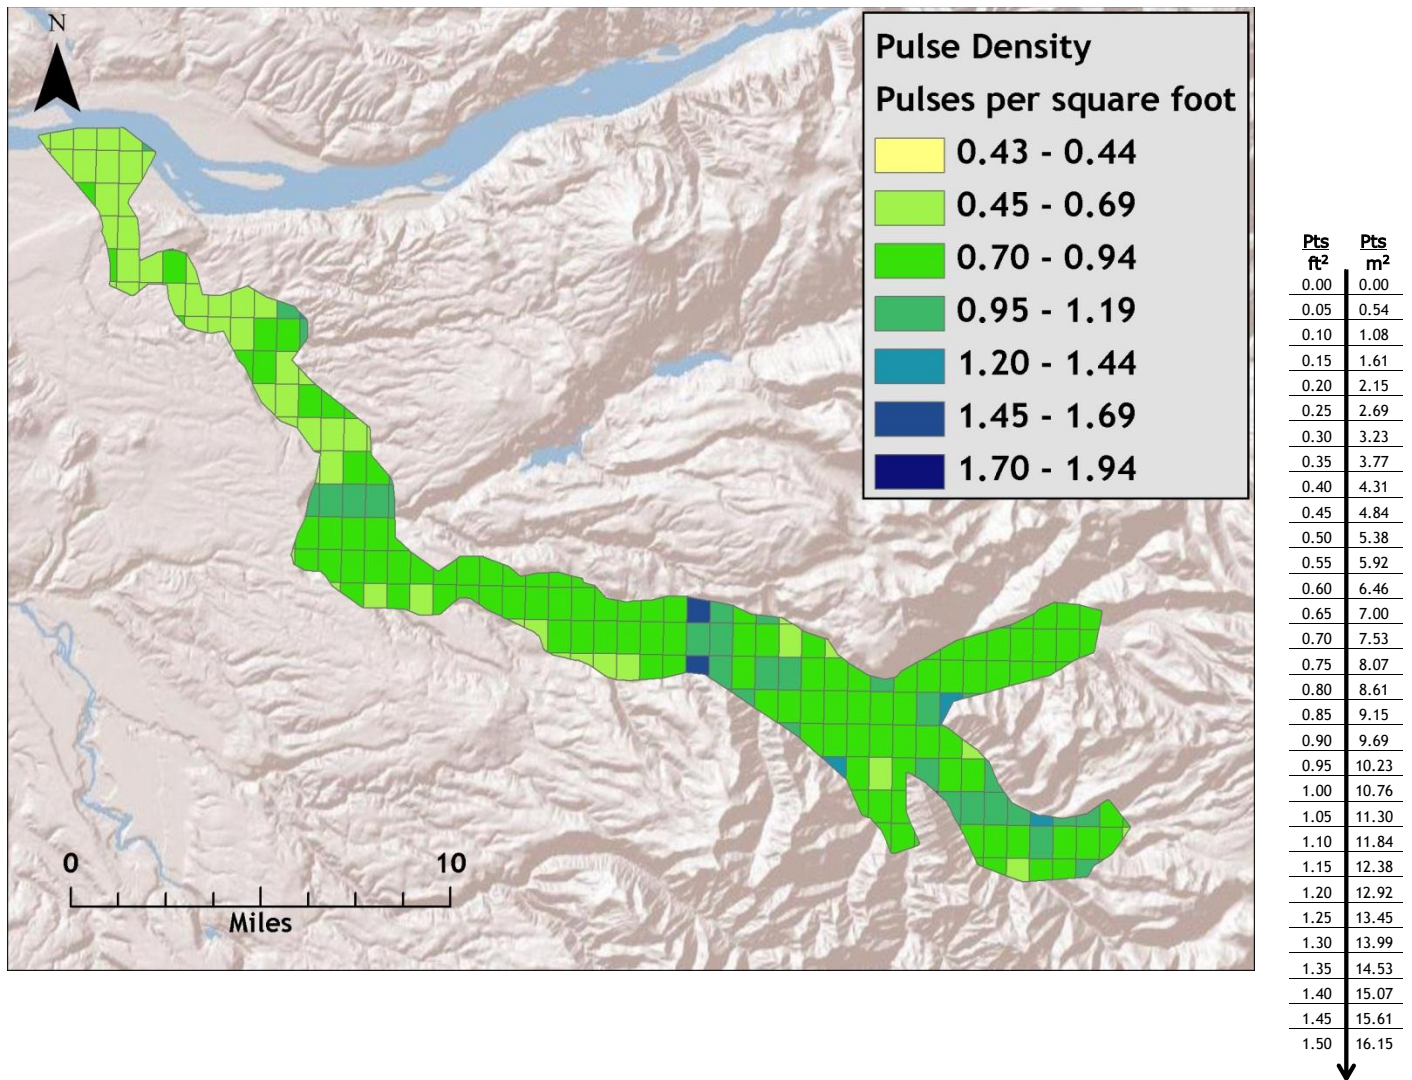 N
Pulse Density
Pulses per square foot
0.43 - 0.44
0.45 - 0.69
0.70 - 0.94
0.95 - 1.19
1.20 - 1.44
1.45 - 1.69
1.70 - 1.94
0 10
Miles
Pts Pts
ft² m²
0.00 0.00
0.05 0.54
0.10 1.08
0.15 1.61
0.20 2.15
0.25 2.69
0.30 3.23
0.35 3.77
0.40 4.31
0.45 4.84
0.50 5.38
0.55 5.92
0.60 6.46
0.65 7.00
0.70 7.53
0.75 8.07
0.80 8.61
0.85 9.15
0.90 9.69
0.95 10.23
1.00 10.76
1.05 11.30
1.10 11.84
1.15 12.38
1.20 12.92
1.25 13.45
1.30 13.99
1.35 14.53
1.40 15.07
1.45 15.61
1.50 16.15